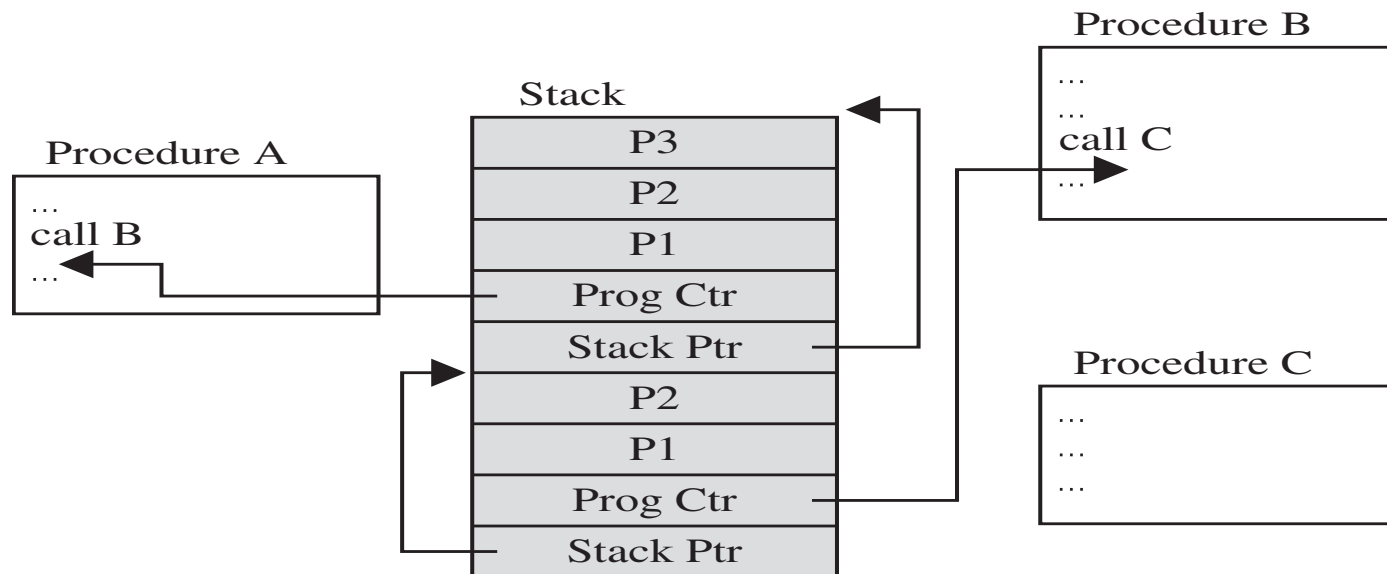 Procedure A
...
call B
...
Stack
P3
P2
P1
Prog Ctr
Stack Ptr
P2
P1
Prog Ctr
Stack Ptr
Procedure B
...
...
call C
...
Procedure C
...
...
...